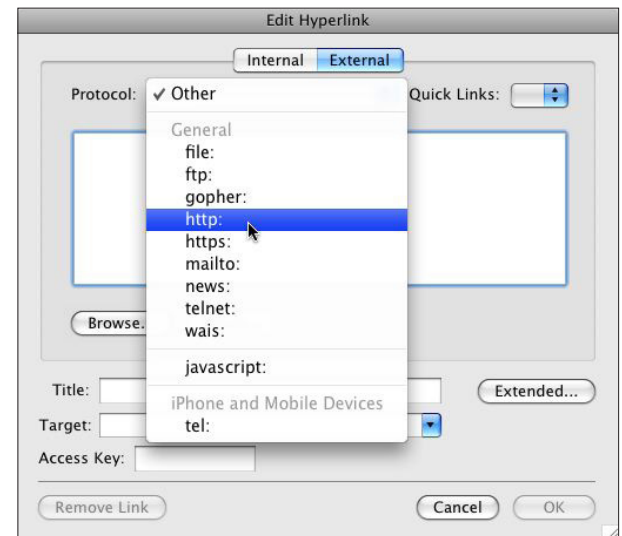 Edit Hyperlink
Internal External
Protocol: ✓ Other Quick Links:
General
file:
ftp:
gopher:
http:
https:
mailto:
news:
telnet:
wais:
Browse.
javascript:
Title: Extended...
iPhone and Mobile Devices
Target: tel:
Access Key:
Remove Link Cancel OK